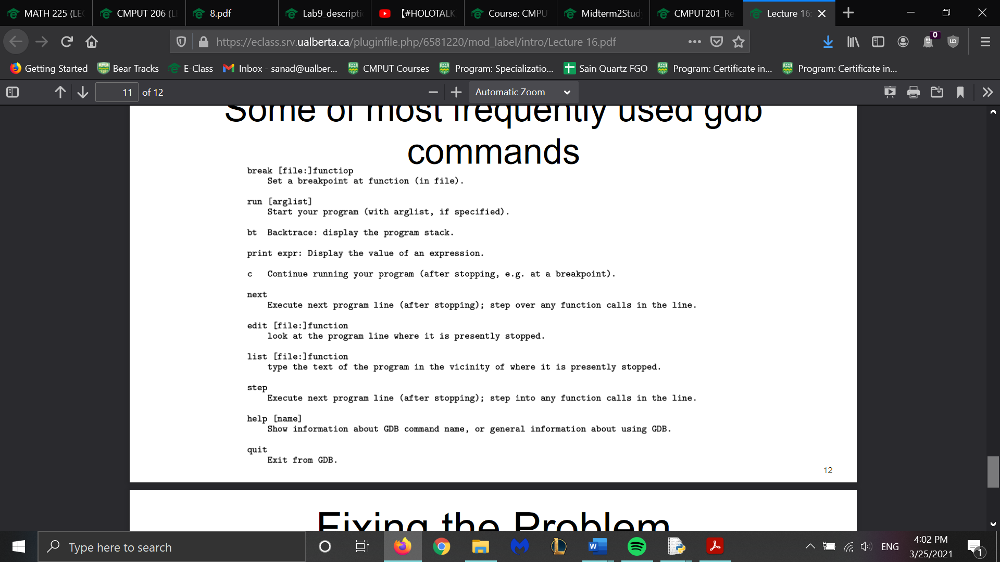 MATH 225 (LEC
CMPUT 206 (LE
8.pdf
Lab9_descripti
【#HOLOTALK
Course: CMPU
Midterm2Stud
CMPUT201_Re
Lecture 16:
https://eclass.srv.ualberta.ca/pluginfile.php/6581220/mod_label/intro/Lecture 16.pdf
0
Getting Started
Bear Tracks
E-Class
Inbox - sanad@ualber...
CMPUT Courses
Program: Specializatio...
Sain Quartz FGO
Program: Certificate in...
Program: Certificate in...
11 of 12
Automatic Zoom
Some of most frequently used gdb
commands
break [file:]functiop
Set a breakpoint at function (in file).
run [arglist]
Start your program (with arglist, if specified).
bt Backtrace: display the program stack.
print expr: Display the value of an expression.
c Continue running your program (after stopping, e.g. at a breakpoint).
next
Execute next program line (after stopping); step over any function calls in the line.
edit [file:]function
look at the program line where it is presently stopped.
list [file:]function
type the text of the program in the vicinity of where it is presently stopped.
step
Execute next program line (after stopping); step into any function calls in the line.
help [name]
Show information about GDB command name, or general information about using GDB.
quit
Exit from GDB.
12
Fixing the Problem
Type here to search
ENG
4:02 PM
3/25/2021
1